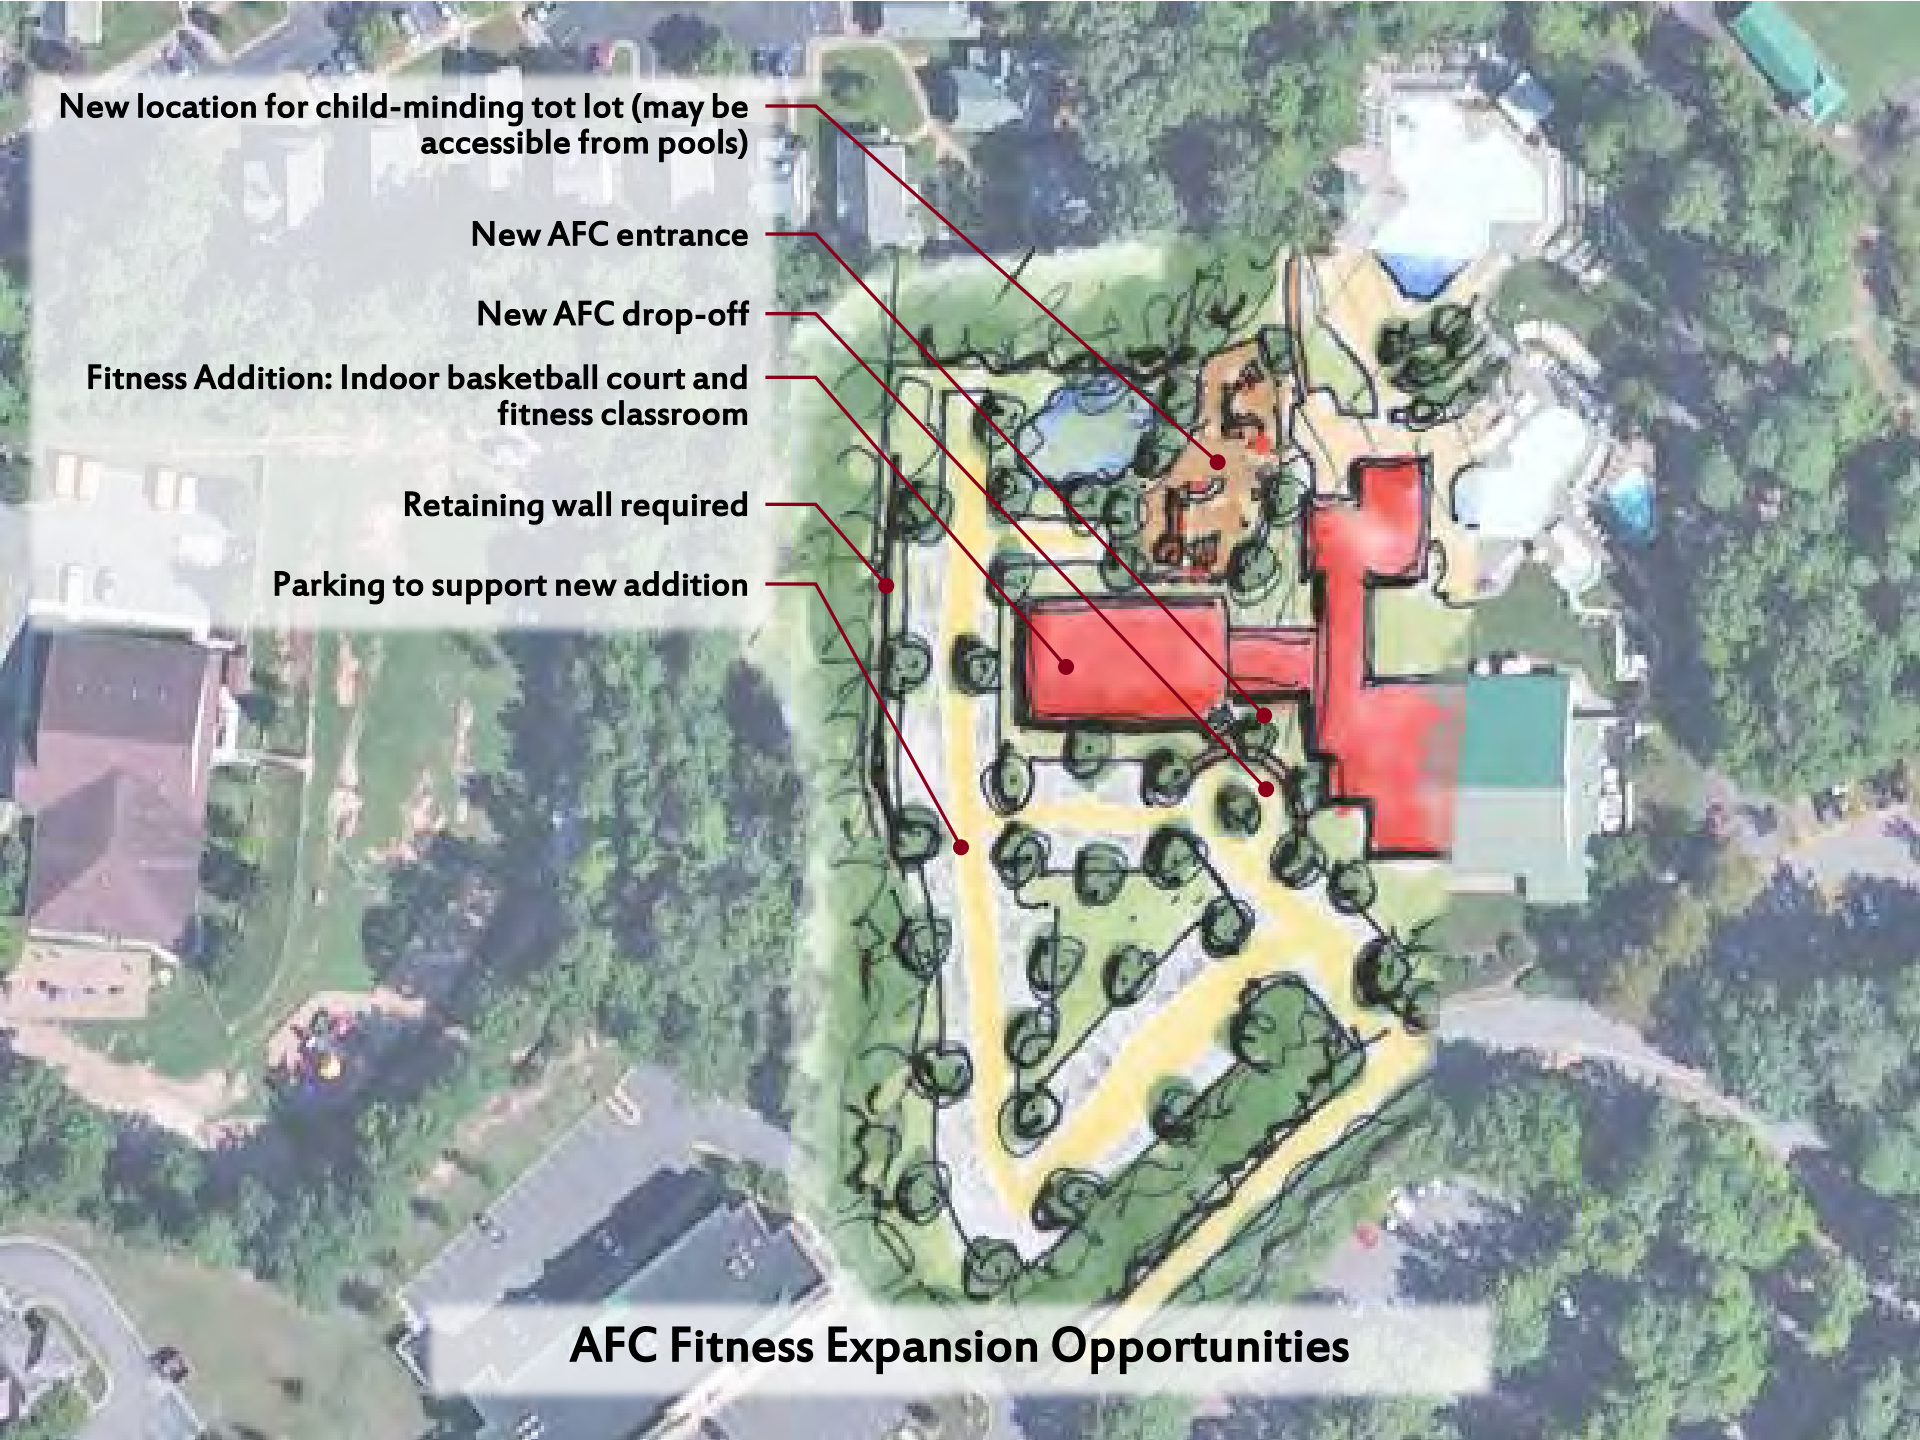 New location for child-minding tot lot (may be
accessible from pools)
New AFC entrance
New AFC drop-off
Fitness Addition: Indoor basketball court and
fitness classroom
Retaining wall required
Parking to support new addition
AFC Fitness Expansion Opportunities